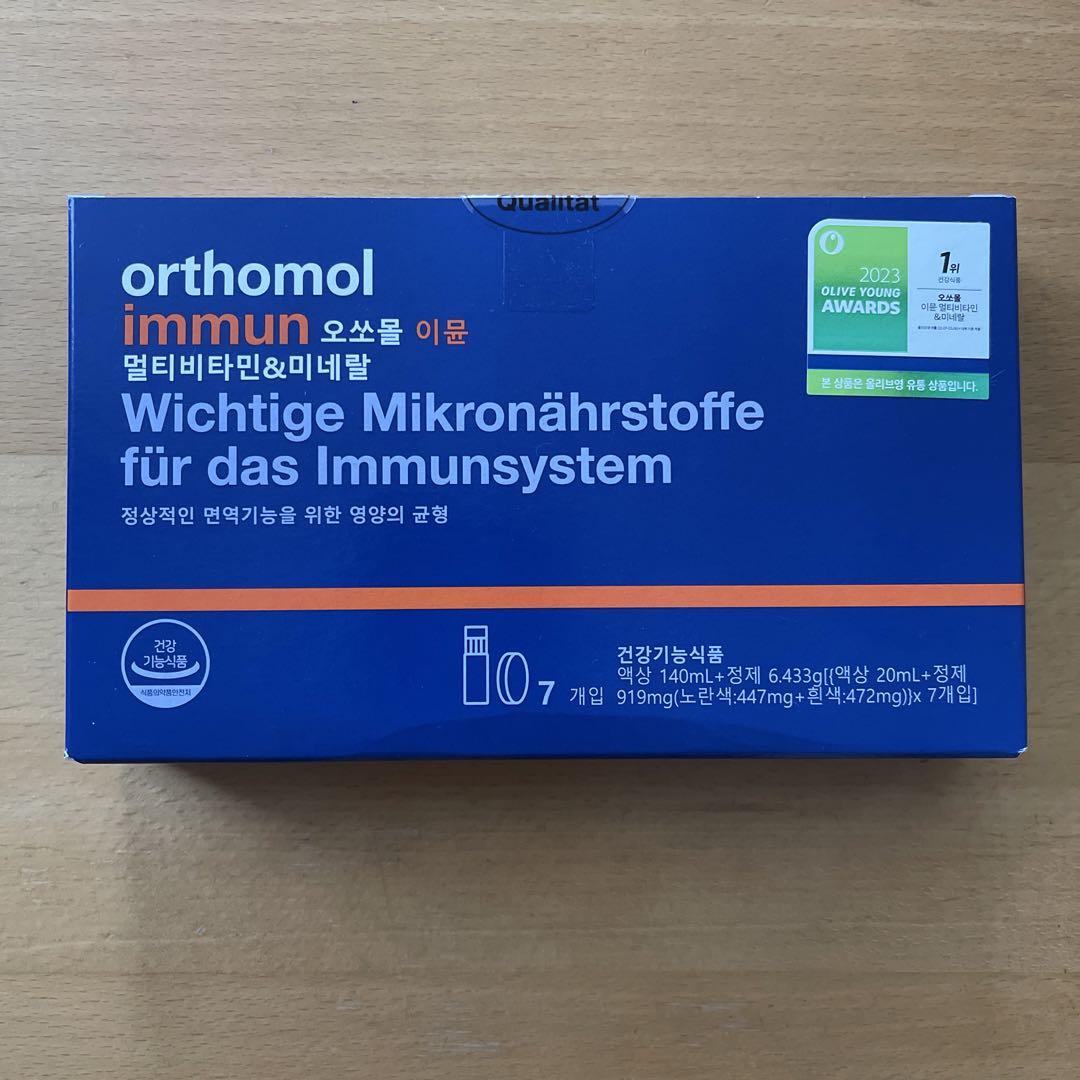 Qualität
orthomol
immun 오쏘몰 이뮨
멀티비타민&미네랄
Wichtige Mikronährstoffe
für das Immunsystem
정상적인 면역기능을 위한 영양의 균형
2023
OLIVE YOUNG
AWARDS
1위
건강식품
오쏘몰
이뮨 멀티비타민
&미네랄
본 상품은 올리브영 유통 상품입니다.
건강
기능식품
식품의약품안전처
7 개입
건강기능식품
액상 140mL+정제 6.433g[{액상 20mL+정제
919mg(노란색:447mg+흰색:472mg)}x 7개입]